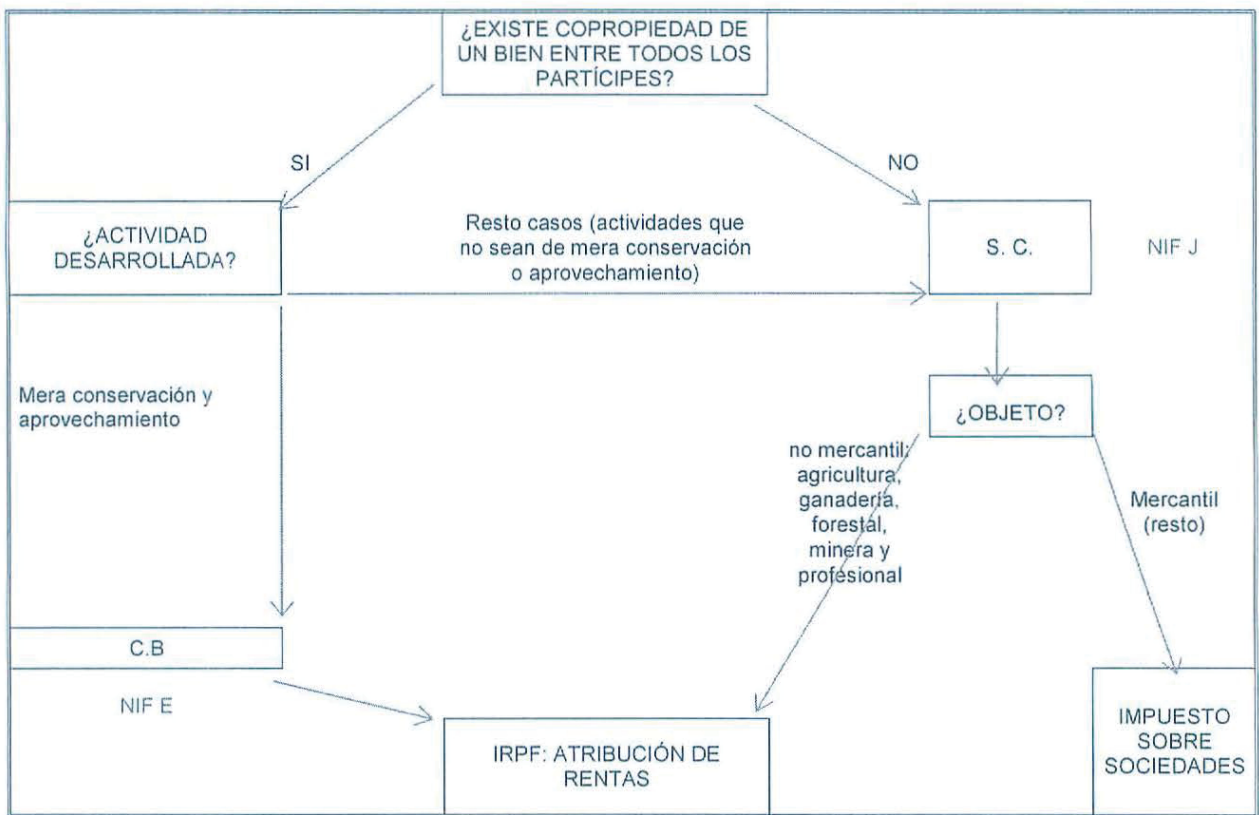 ¿EXISTE COPROPIEDAD DE
UN BIEN ENTRE TODOS LOS
PARTÍCIPES?
SI
NO
¿ACTIVIDAD
DESARROLLADA?
Resto casos (actividades que
no sean de mera conservación
o aprovechamiento)
S. C.
NIF J
Mera conservación y
aprovechamiento
¿OBJETO?
no mercantil:
agricultura,
ganadería,
forestal,
minera y
profesional
Mercantil
(resto)
C.B
NIF E
IRPF: ATRIBUCIÓN DE
RENTAS
IMPUESTO
SOBRE
SOCIEDADES